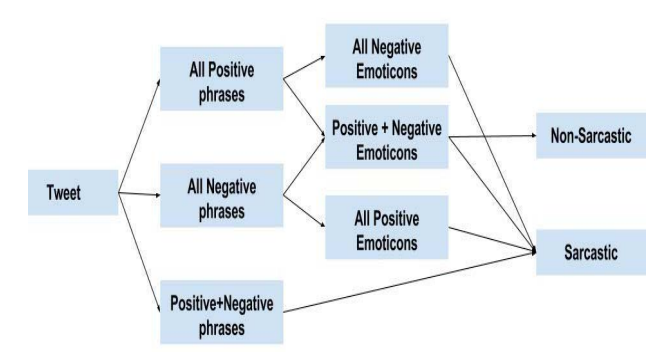 Tweet
All Positive
phrases
All Negative
phrases
Positive+Negative
phrases
All Negative
Emoticons
Positive + Negative
Emoticons
All Positive
Emoticons
Non-Sarcastic
Sarcastic